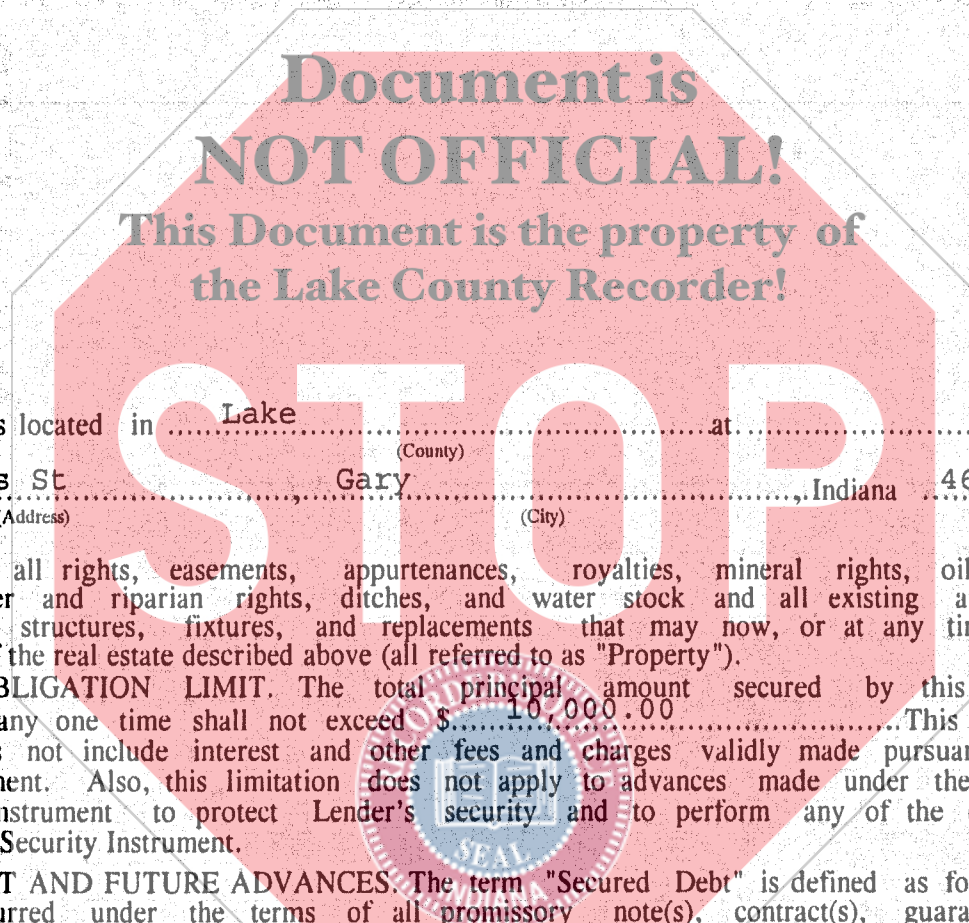 Document is
NOT OFFICIAL!
This Document is the property of
the Lake County Recorder!
STOP
located in Lake at
(County)
St, Gary, Indiana 46
(Address) (City)
all rights, easements, appurtenances, royalties, mineral rights, oil
and riparian rights, ditches, and water stock and all existing
structures, fixtures, and replacements that may now, or at any
the real estate described above (all referred to as "Property").
LIMIT. The total principal amount secured by this
any one time shall not exceed $ 10,000.00 This
not include interest and other fees and charges validly made
Also, this limitation does not apply to advances made under the
to protect Lender's security and to perform any of the
Security Instrument.
AND FUTURE ADVANCES. The term "Secured Debt" is defined as
under the terms of all promissory note(s), contract(s),
SEAL
INDIANA